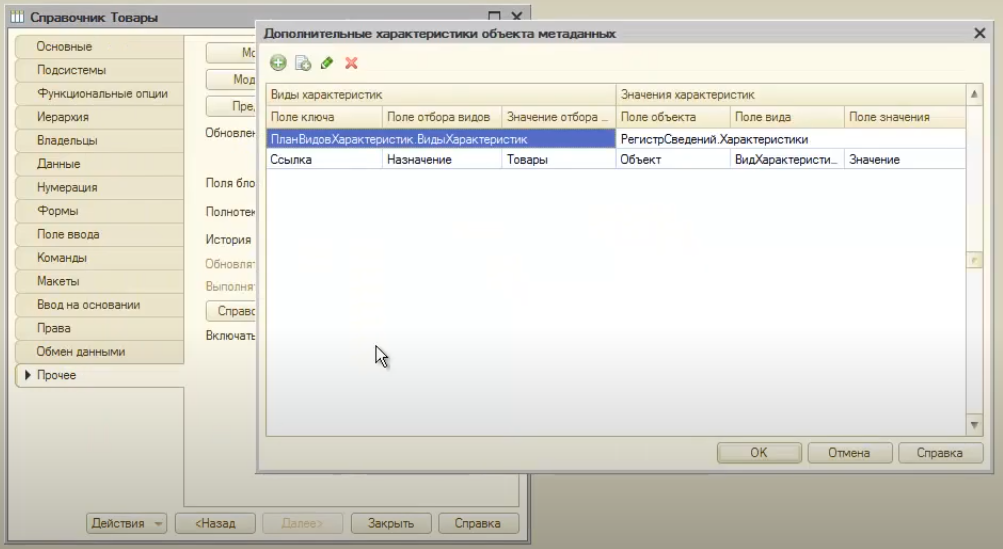 Справочник Товары
Основные
Подсистемы
Функциональные опции
Иерархия
Владельцы
Данные
Нумерация
Формы
Поле ввода
Команды
Макеты
Ввод на основании
Права
Обмен данными
Прочее
Мо
Мод
Пре,
Обновлен
Поля бло
Полнотек
История
Обновлят
Выполня
Справо
Включать
Действия
<Назад
Далее>
Закрыть
Справка
Дополнительные характеристики объекта метаданных
Виды характеристик Значения характеристик
Поле ключа Поле отбора видов Значение отбора ... Поле объекта Поле вида Поле значения
ПланВидовХарактеристик.ВидыХарактеристик РегистрСведений.Характеристики
Ссылка Назначение Товары Объект ВидХарактеристи... Значение
OK
Отмена
Справка